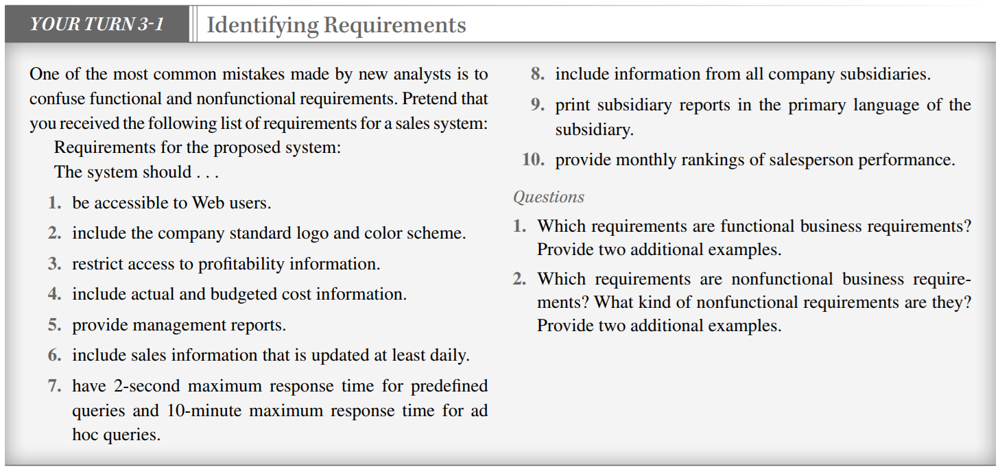 YOUR TURN 3-1
Identifying Requirements
One of the most common mistakes made by new analysts is to
confuse functional and nonfunctional requirements. Pretend that
you received the following list of requirements for a sales system:
Requirements for the proposed system:
The system should . . .
1. be accessible to Web users.
2. include the company standard logo and color scheme.
3. restrict access to profitability information.
4. include actual and budgeted cost information.
5. provide management reports.
6. include sales information that is updated at least daily.
7. have 2-second maximum response time for predefined
queries and 10-minute maximum response time for ad
hoc queries.
8. include information from all company subsidiaries.
9. print subsidiary reports in the primary language of the
subsidiary.
10. provide monthly rankings of salesperson performance.
Questions
1. Which requirements are functional business requirements?
Provide two additional examples.
2. Which requirements are nonfunctional business require-
ments? What kind of nonfunctional requirements are they?
Provide two additional examples.